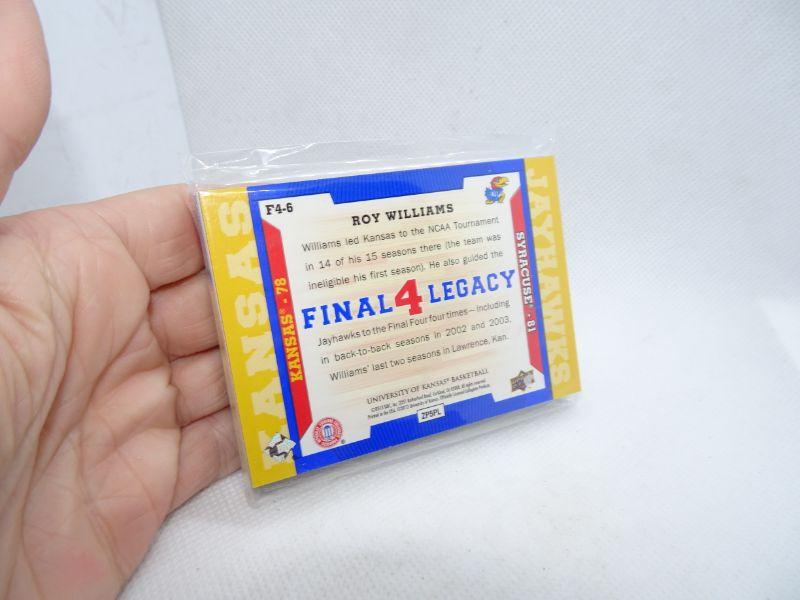 KANSAS
F4-6
ROY WILLIAMS
Williams led Kansas to the NCAA Tournament
in 14 of his 15 seasons there (the team was
ineligible his first season). He also guided the
FINAL 4 LEGACY
Jayhawks to the Final Four four times — including
in back-to-back seasons in 2002 and 2003,
Williams' last two seasons in Lawrence, Kan.
KANSAS® - 78
SYRACUSE® - 81
JAYHAWKS
UNIVERSITY OF KANSAS® BASKETBALL
ZPSPL